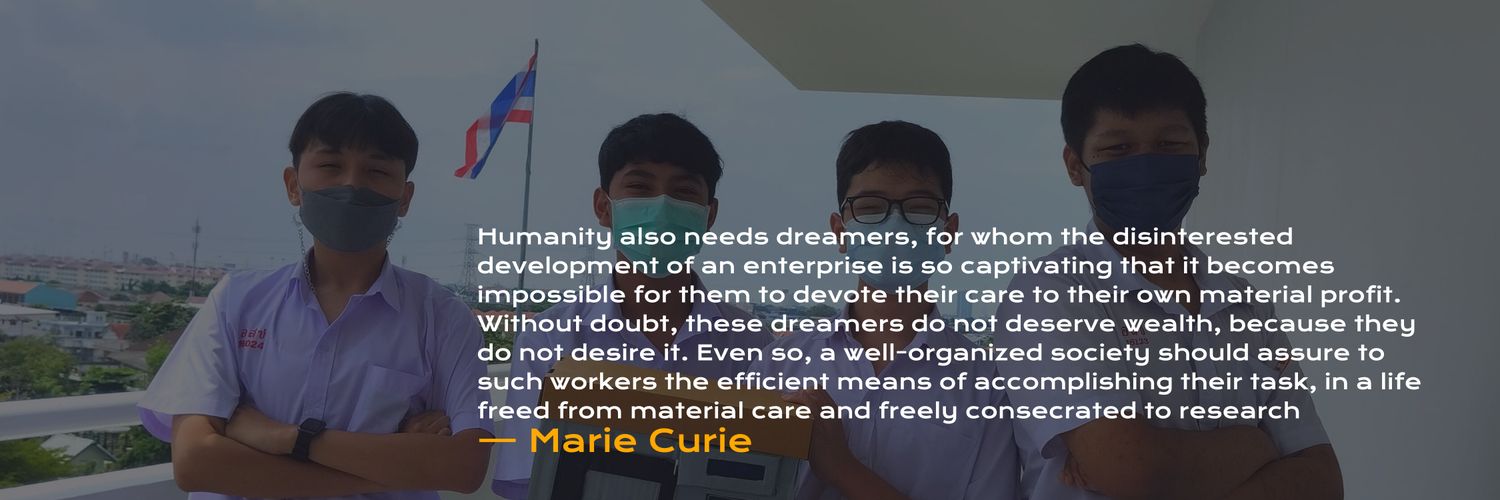 Humanity also needs dreamers, for whom the disinterested
development of an enterprise is so captivating that it becomes
impossible for them to devote their care to their own material profit.
Without doubt, these dreamers do not deserve wealth, because they
do not desire it. Even so, a well-organized society should assure to
such workers the efficient means of accomplishing their task, in a life
freed from material care and freely consecrated to research
— Marie Curie